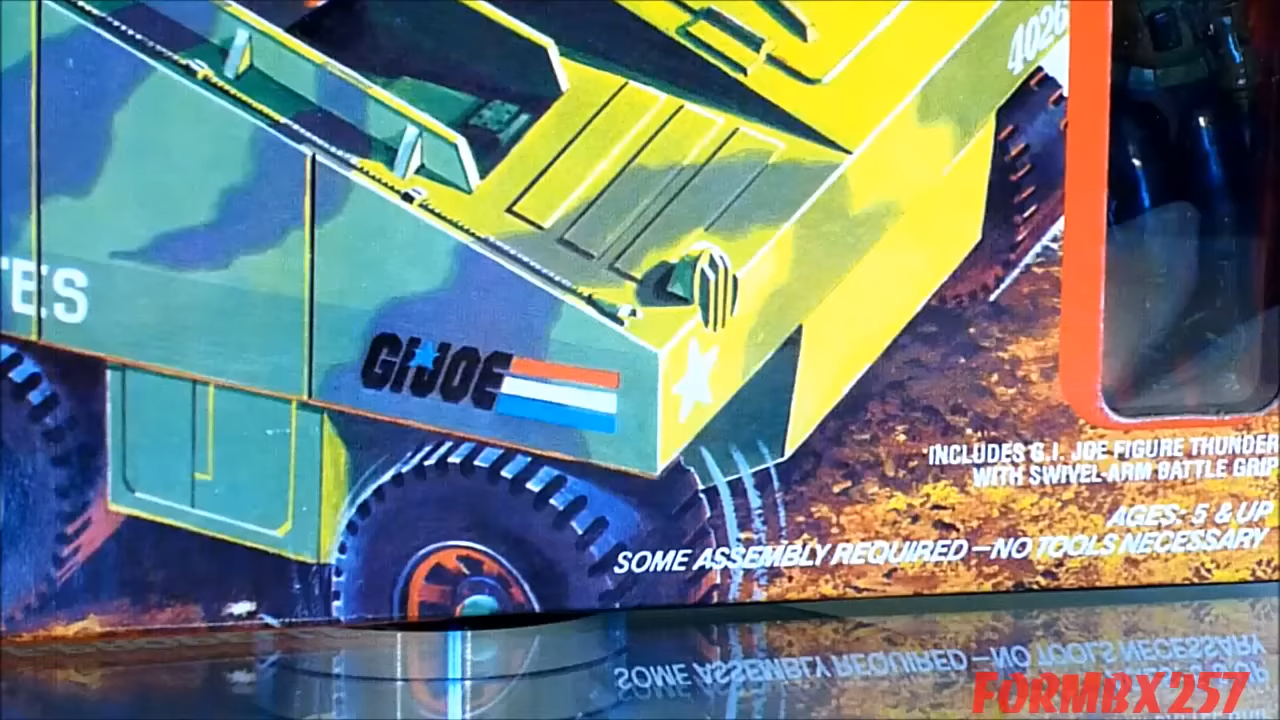 4026
TES
GI JOE
INCLUDES G.I. JOE FIGURE THUNDER
WITH SWIVEL-ARM BATTLE GRIP
AGES: 5 & UP
SOME ASSEMBLY REQUIRED – NO TOOLS NECESSARY
SOME ASSEMBLY REQUIRED – NO TOOLS NECESSARY
FORMBX257